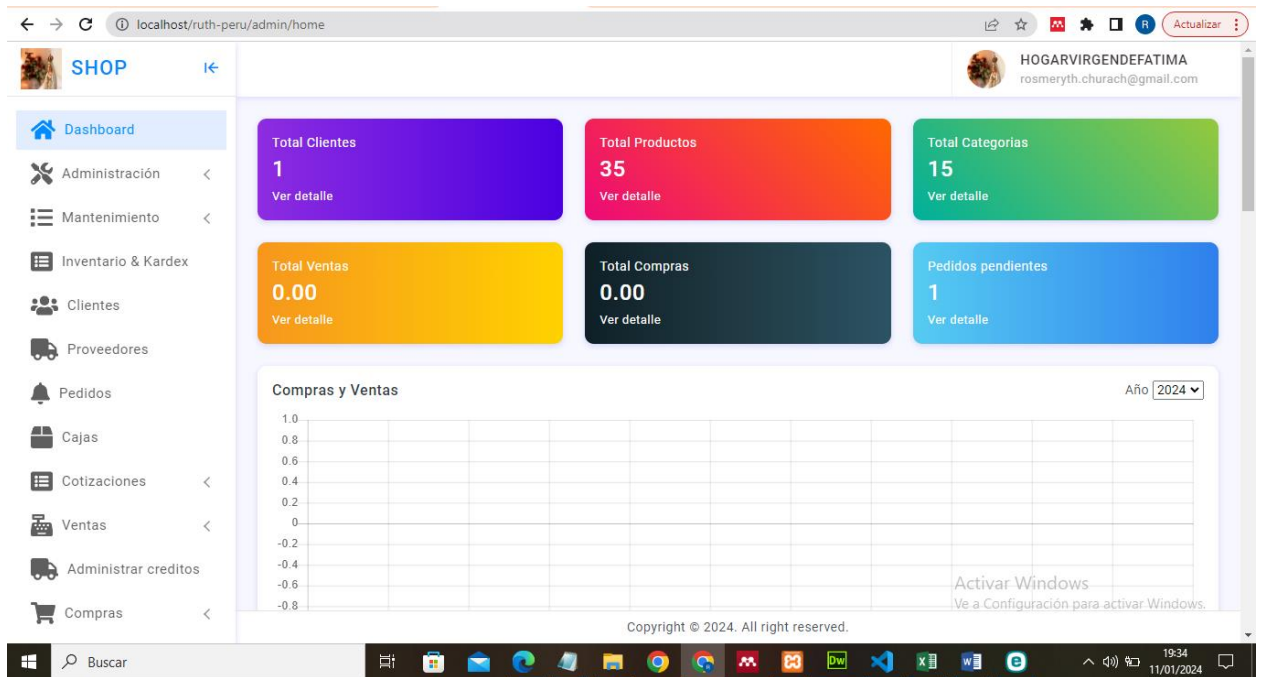 localhost/ruth-peru/admin/home
R
Actualizar
SHOP
HOGARVIRGENDEFATIMA
rosmeryth.churach@gmail.com
Dashboard
Administración
Mantenimiento
Inventario & Kardex
Clientes
Proveedores
Pedidos
Cajas
Cotizaciones
Ventas
Administrar creditos
Compras
Total Clientes
1
Ver detalle
Total Productos
35
Ver detalle
Total Categorias
15
Ver detalle
Total Ventas
0.00
Ver detalle
Total Compras
0.00
Ver detalle
Pedidos pendientes
1
Ver detalle
Compras y Ventas
Año 2024
1.0
0.8
0.6
0.4
0.2
0
-0.2
-0.4
-0.6
-0.8
Activar Windows
Ve a Configuración para activar Windows.
Copyright © 2024. All right reserved.
Buscar
Dw
19:34
11/01/2024